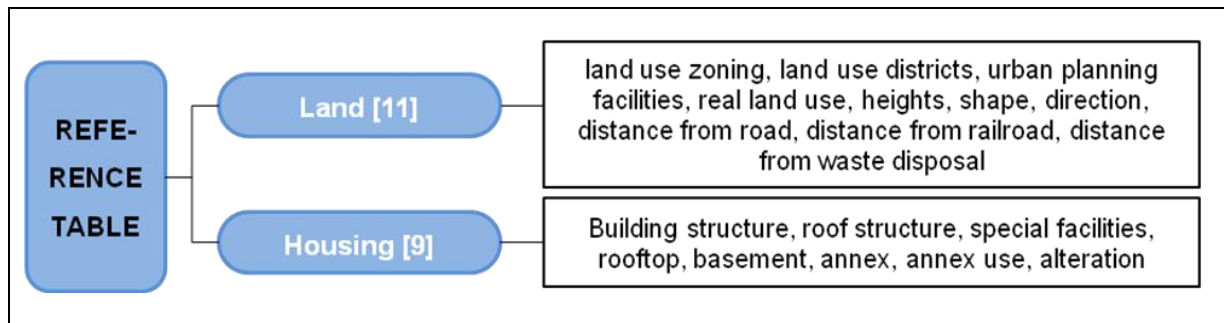 REFE-
RENCE
TABLE
Land [11]
land use zoning, land use districts, urban planning
facilities, real land use, heights, shape, direction,
distance from road, distance from railroad, distance
from waste disposal
Housing [9]
Building structure, roof structure, special facilities,
rooftop, basement, annex, annex use, alteration